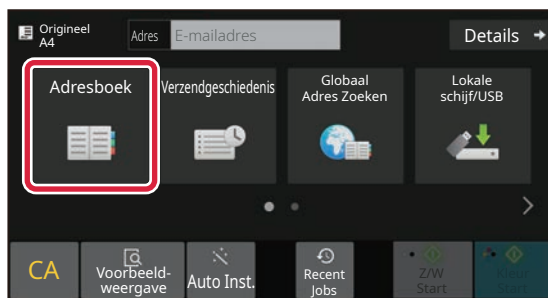 Origineel
A4
Adres
E-mailadres
Details
Adresboek
Verzendgeschiedenis
Globaal
Adres Zoeken
Lokale
schijf/USB
CA
Voorbeeld-
weergave
Auto Inst.
Recent
Jobs
Z/W
Start
Kleur
Start